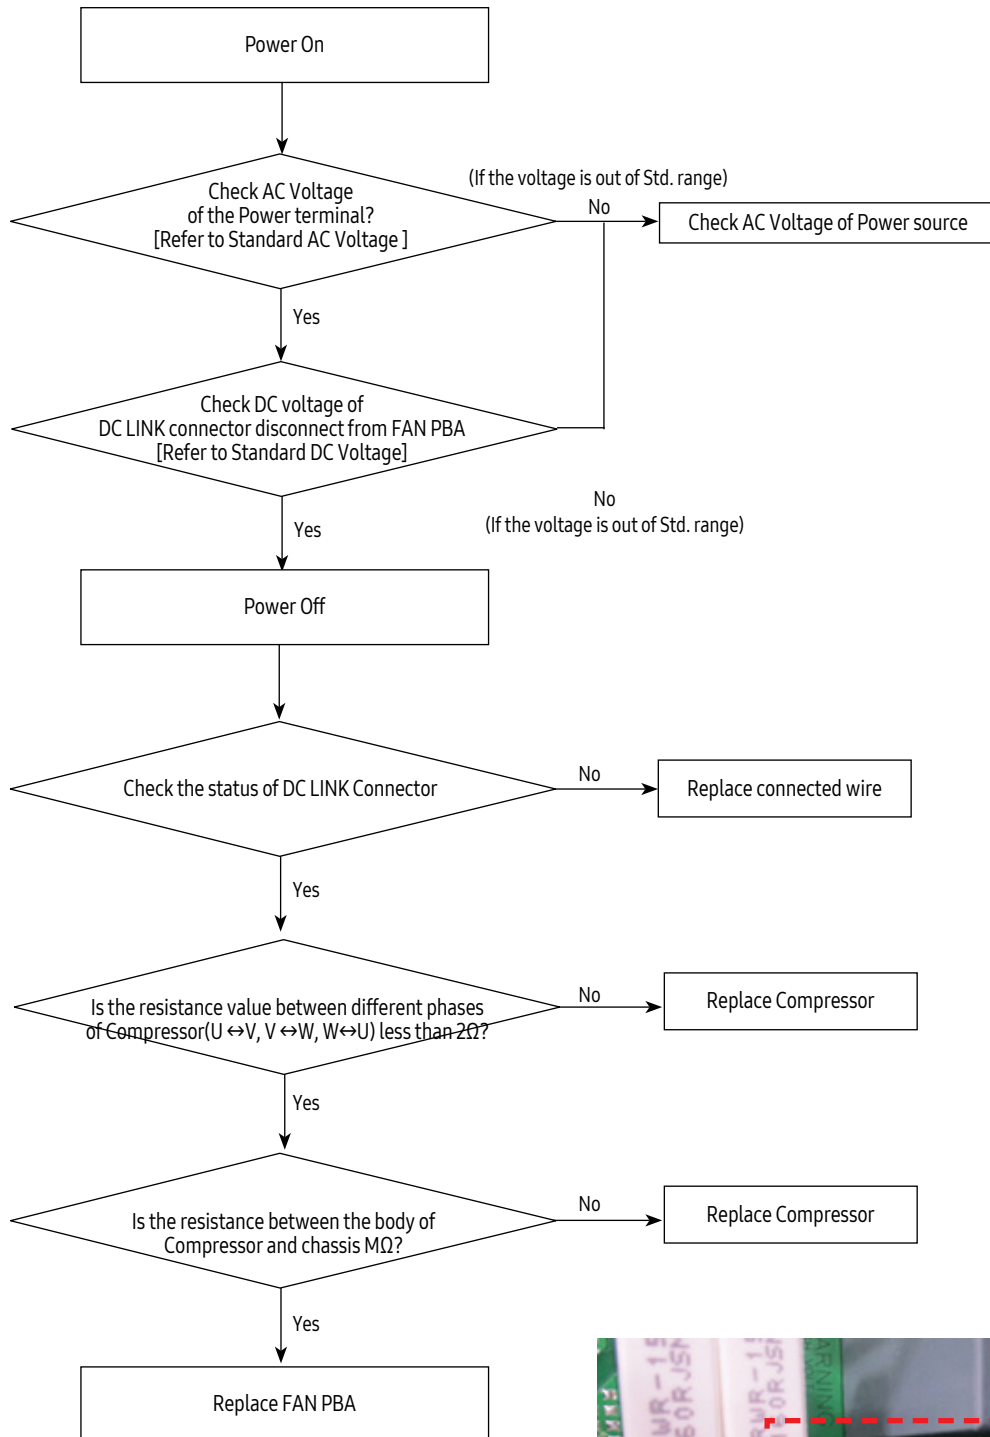 Power On
Check AC Voltage
of the Power terminal?
[Refer to Standard AC Voltage ]
(If the voltage is out of Std. range)
No
Check AC Voltage of Power source
Yes
Check DC voltage of
DC LINK connector disconnect from FAN PBA
[Refer to Standard DC Voltage]
No
(If the voltage is out of Std. range)
Yes
Power Off
Check the status of DC LINK Connector
No
Replace connected wire
Yes
Is the resistance value between different phases
of Compressor(U ↔V, V ↔W, W↔U) less than 2Ω?
No
Replace Compressor
Yes
Is the resistance between the body of
Compressor and chassis MΩ?
No
Replace Compressor
Yes
Replace FAN PBA